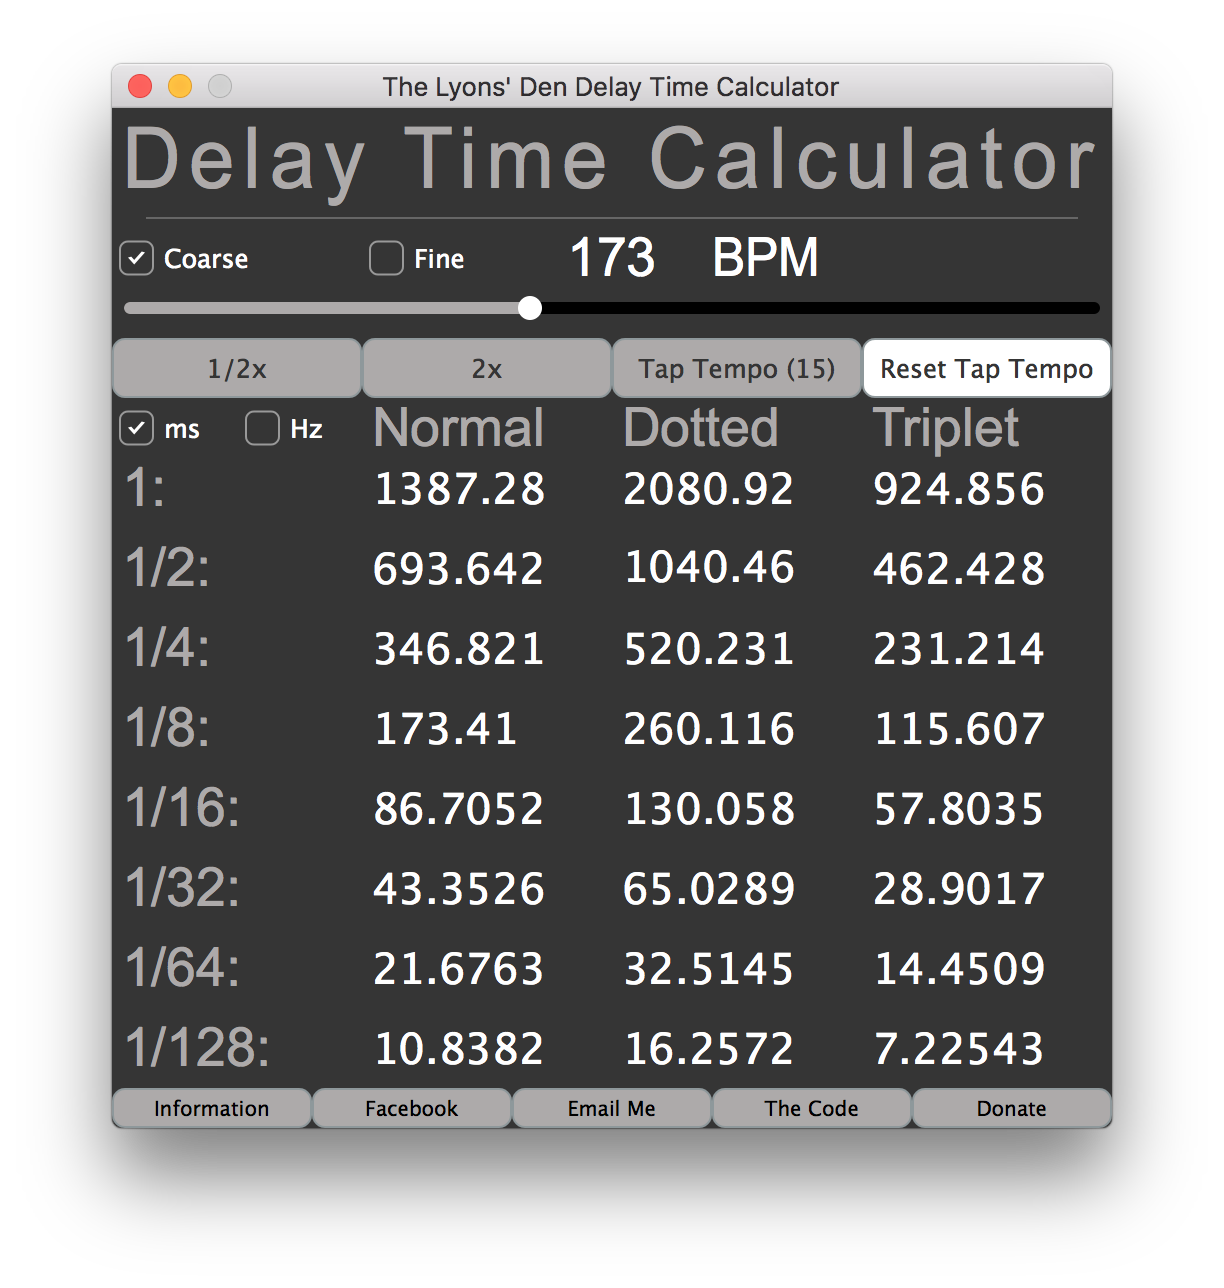 The Lyons' Den Delay Time Calculator
Delay Time Calculator
Coarse Fine 173 BPM
1/2x 2x Tap Tempo (15) Reset Tap Tempo
ms Hz Normal Dotted Triplet
1: 1387.28 2080.92 924.856
1/2: 693.642 1040.46 462.428
1/4: 346.821 520.231 231.214
1/8: 173.41 260.116 115.607
1/16: 86.7052 130.058 57.8035
1/32: 43.3526 65.0289 28.9017
1/64: 21.6763 32.5145 14.4509
1/128: 10.8382 16.2572 7.22543
Information Facebook Email Me The Code Donate